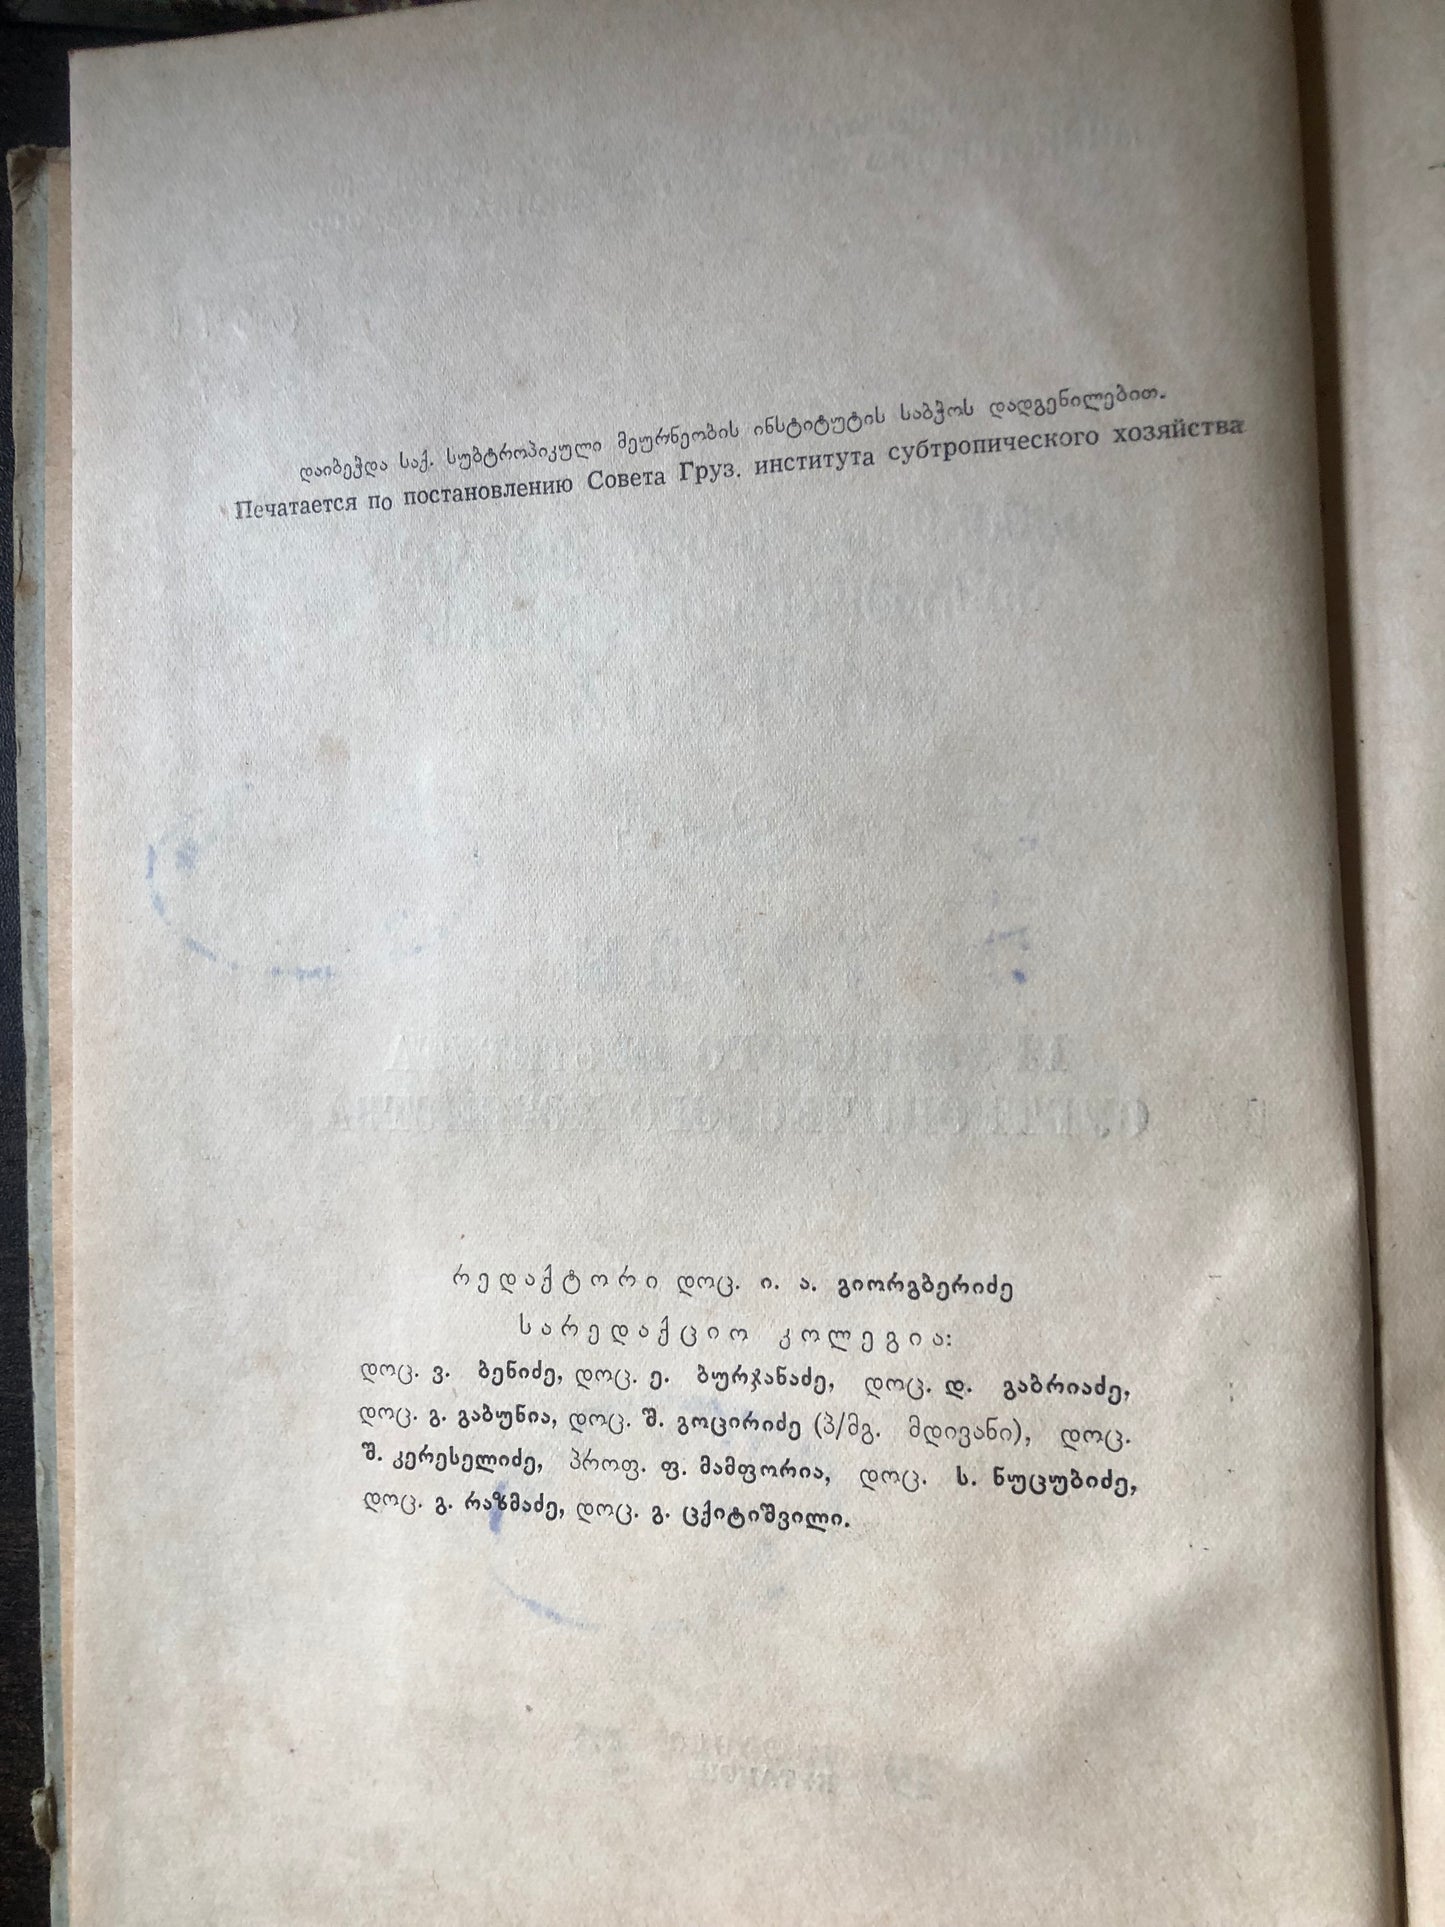 დაიბეჭდა საქ. სუბტროპიკული მეურნეობის ინსტიტუტის საბჭოს დადგენილებით.
Печатается по постановлению Совета Груз. института субтропического хозяйства
რედაქტორი დოც. ი. ა. გიორგბერიძე
სარედაქციო კოლეგია:
დოც. ვ. ბენიძე, დოც. ე. ბურჯანაძე, დოც. დ. გაბრიაძე,
დოც. გ. გაბუნია, დოც. შ. გოცირიძე (პ/მგ. მდივანი), დოც.
შ. კერესელიძე, პროფ. ფ. მამფორია, დოც. ს. ნუცუბიძე,
დოც. გ. რაზმაძე, დოც. გ. ცქიტიშვილი.